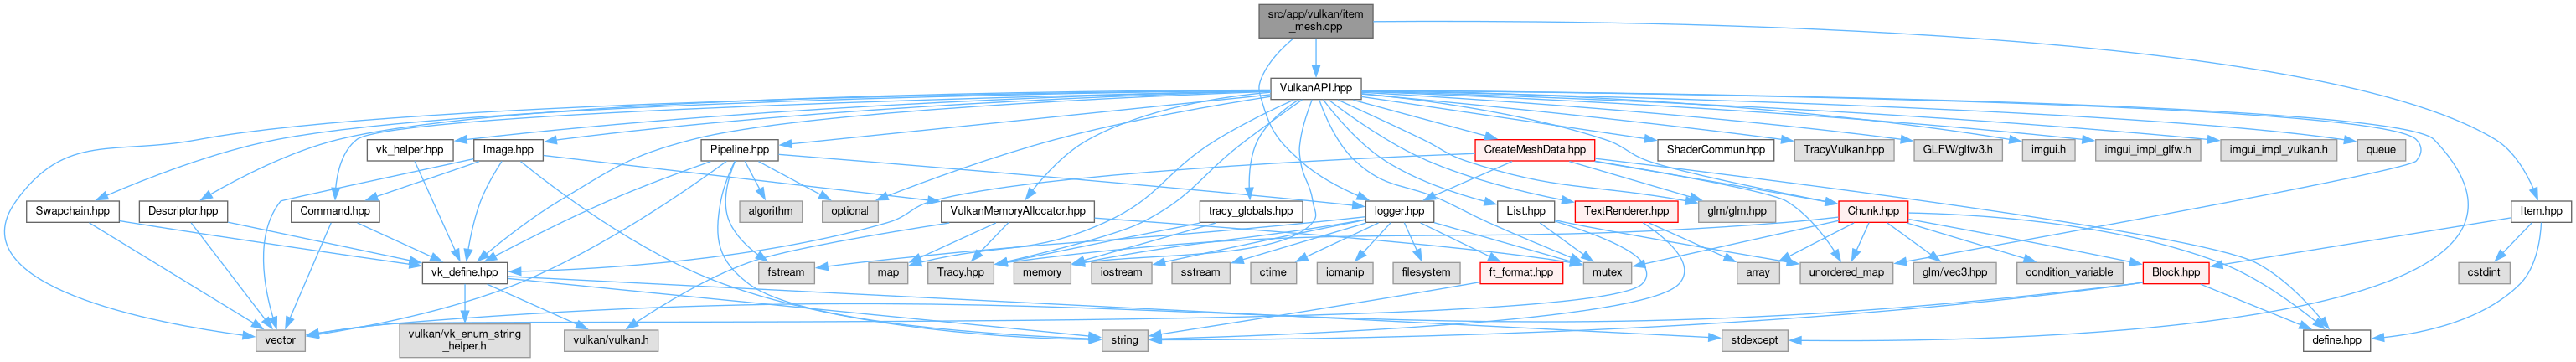 src/app/vulkan/item
_mesh.cpp
VulkanAPI.hpp
vk_helper.hpp
Image.hpp
Pipeline.hpp
CreateMeshData.hpp
ShaderCommun.hpp
TracyVulkan.hpp
GLFW/glfw3.h
imgui.h
imgui_impl_glfw.h
imgui_impl_vulkan.h
queue
Swapchain.hpp
Descriptor.hpp
Command.hpp
algorithm
optional
VulkanMemoryAllocator.hpp
tracy_globals.hpp
logger.hpp
List.hpp
TextRenderer.hpp
glm/glm.hpp
Chunk.hpp
Item.hpp
vk_define.hpp
fstream
map
Tracy.hpp
memory
iostream
sstream
ctime
iomanip
filesystem
ft_format.hpp
mutex
array
unordered_map
glm/vec3.hpp
condition_variable
Block.hpp
cstdint
vector
vulkan/vk_enum_string
_helper.h
vulkan/vulkan.h
string
stdexcept
define.hpp